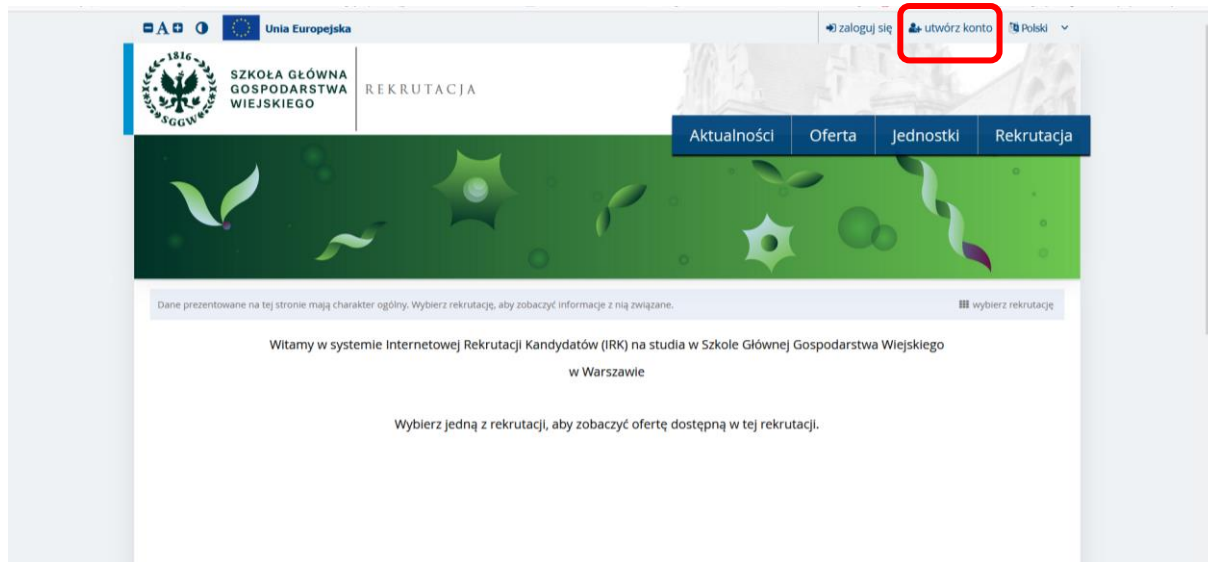 A
Unia Europejska
zaloguj się
utwórz konto
Polski
1816
SGGW
SZKOŁA GŁÓWNA
GOSPODARSTWA
WIEJSKIEGO
REKRUTACJA
Aktualności Oferta Jednostki Rekrutacja
Dane prezentowane na tej stronie mają charakter ogólny. Wybierz rekrutację, aby zobaczyć informacje z nią związane.
wybierz rekrutację
Witamy w systemie Internetowej Rekrutacji Kandydatów (IRK) na studia w Szkole Głównej Gospodarstwa Wiejskiego
w Warszawie
Wybierz jedną z rekrutacji, aby zobaczyć ofertę dostępną w tej rekrutacji.